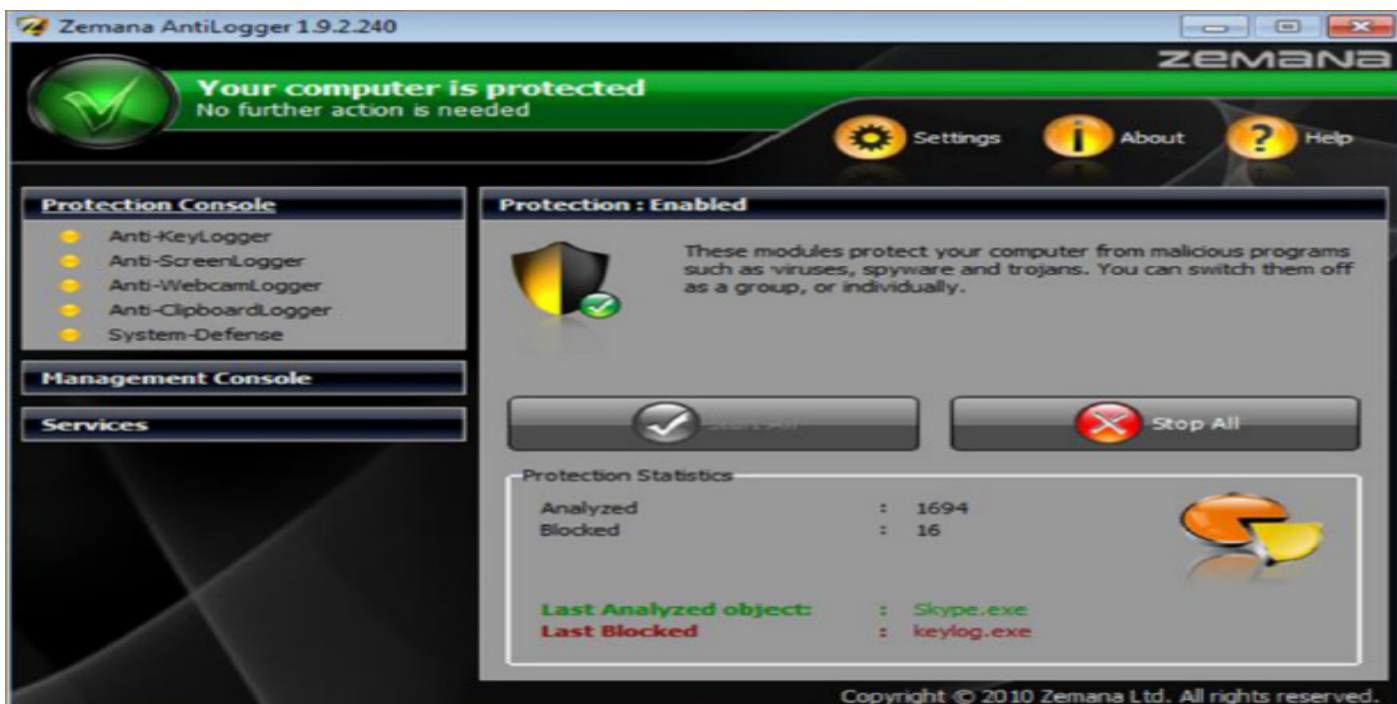 Zemana AntiLogger 1.9.2.240
zemana
Your computer is protected
No further action is needed
Settings
About
Help
Protection Console
Anti-KeyLogger
Anti-ScreenLogger
Anti-WebcamLogger
Anti-ClipboardLogger
System-Defense
Management Console
Services
Protection : Enabled
These modules protect your computer from malicious programs
such as viruses, spyware and trojans. You can switch them off
as a group, or individually.
Start All
Stop All
Protection Statistics
Analyzed : 1694
Blocked : 16
Last Analyzed object: : Skype.exe
Last Blocked : keylog.exe
Copyright © 2010 Zemana Ltd. All rights reserved.